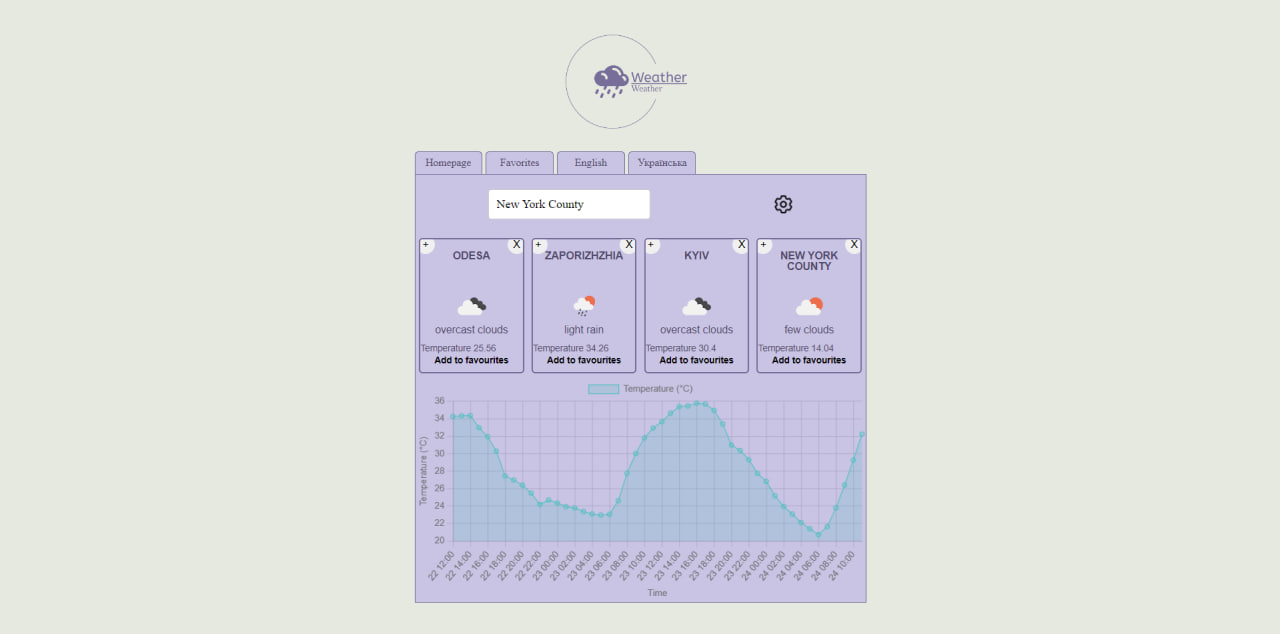 Weather
Weather
Homepage Favorites English Українська
New York County
+ X + X + X + X
ODESA ZAPORIZHZHIA KYIV NEW YORK
COUNTY
overcast clouds light rain overcast clouds few clouds
Temperature 25.56 Temperature 34.26 Temperature 30.4 Temperature 14.04
Add to favourites Add to favourites Add to favourites Add to favourites
Temperature (°C)
Temperature (°C)
36
34
32
30
28
26
24
22
20
22 12:00 22 14:00 22 16:00 22 18:00 22 20:00 22 22:00 23 00:00 23 02:00 23 04:00 23 06:00 23 08:00 23 10:00 23 12:00 23 14:00 23 16:00 23 18:00 23 20:00 23 22:00 24 00:00 24 02:00 24 04:00 24 06:00 24 08:00 24 10:00
Time